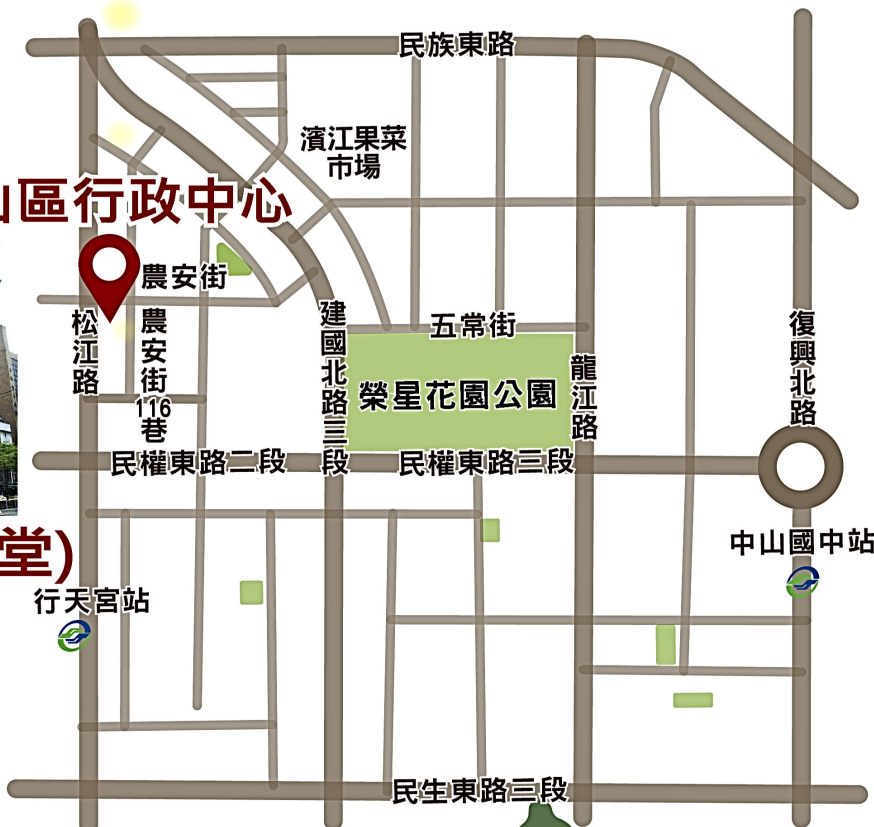 民族東路
濱江果菜
市場
山區行政中心
農安街
松江路
農安街
116
巷
建國北路三段
五常街
榮星花園公園
龍江路
復興北路
民權東路二段
民權東路三段
堂)
中山國中站
行天宮站
民生東路三段